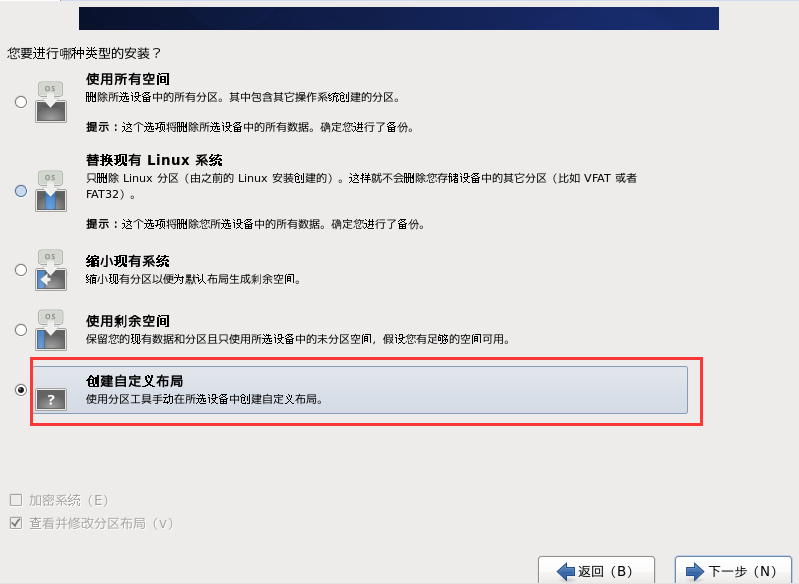 您要进行哪种类型的安装？
OS
使用所有空间
删除所选设备中的所有分区。其中包含其它操作系统创建的分区。
提示：这个选项将删除所选设备中的所有数据。确定您进行了备份。
OS
替换现有 Linux 系统
只删除 Linux 分区（由之前的 Linux 安装创建的）。这样就不会删除您存储设备中的其它分区（比如 VFAT 或者
FAT32）。
提示：这个选项将删除您所选设备中的所有数据。确定您进行了备份。
OS
缩小现有系统
缩小现有分区以便为默认布局生成剩余空间。
OS
使用剩余空间
保留您的现有数据和分区且只使用所选设备中的未分区空间，假设您有足够的空间可用。
?
创建自定义布局
使用分区工具手动在所选设备中创建自定义布局。
加密系统（E）
查看并修改分区布局（v）
返回（B）
下一步（N）